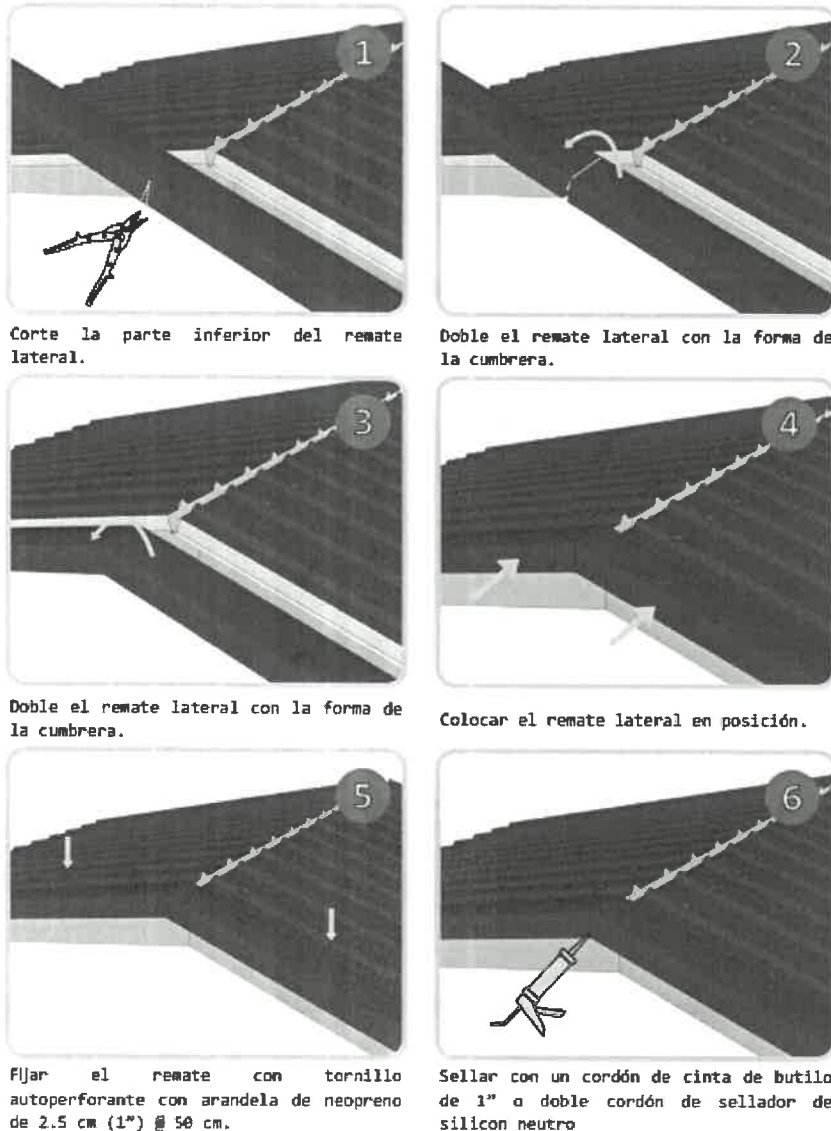 1
2
Corte la parte inferior del remate
lateral.
Doble el remate lateral con la forma de
la cumbrera.
3
4
Doble el remate lateral con la forma de
la cumbrera.
Colocar el remate lateral en posición.
5
6
Fijar el remate con tornillo
autoperforante con arandela de neopreno
de 2.5 cm (1”) @ 50 cm.
Sellar con un cordón de cinta de butilo
de 1” o doble cordón de sellador de
silicon neutro